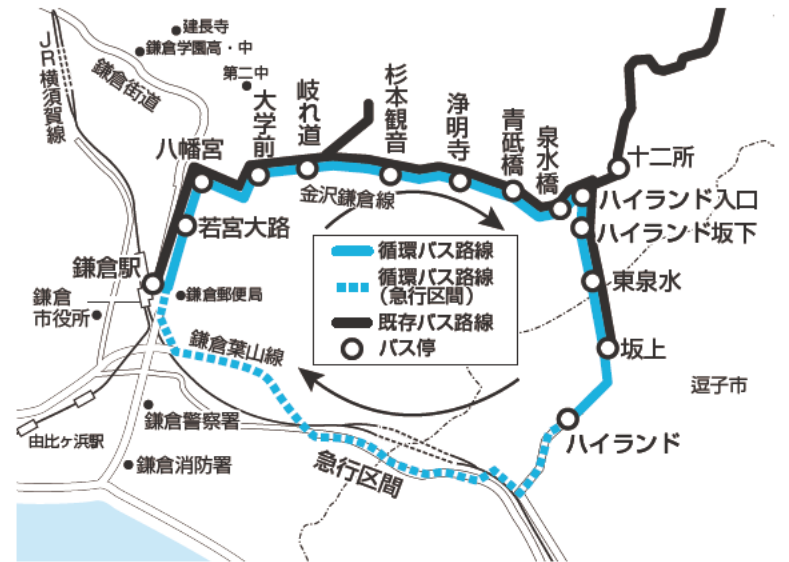 建長寺
鎌倉学園高・中
JR横須賀線
鎌倉街道
第二中
八幡宮
大学前
岐れ道
杉本観音
浄明寺
青砥橋
泉水橋
十二所
金沢鎌倉線
ハイランド入口
若宮大路
ハイランド坂下
循環バス路線
循環バス路線
(急行区間)
既存バス路線
バス停
鎌倉駅
東泉水
鎌倉
市役所
鎌倉郵便局
鎌倉葉山線
坂上
逗子市
鎌倉警察署
ハイランド
由比ヶ浜駅
鎌倉消防署
急行区間